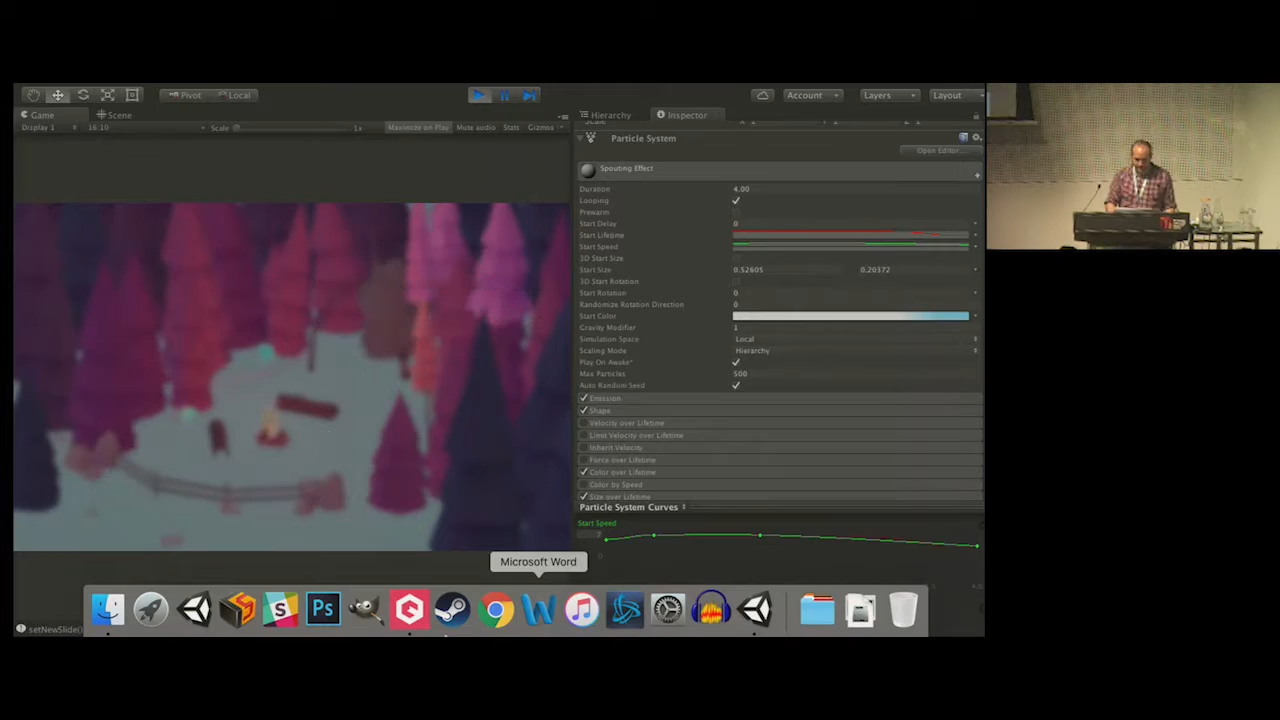 Pivot Local
Account Layers Layout
Game Scene
Hierarchy Inspector
Display 1 16:10 Scale 1x Maximize on Play Mute audio Stats Gizmos
Particle System
Open Editor...
Spouting Effect
Duration 4.00
Looping
Prewarm
Start Delay 0
Start Lifetime
Start Speed
3D Start Size
Start Size 0.52605 0.20372
3D Start Rotation
Start Rotation 0
Randomize Rotation Direction 0
Start Color
Gravity Modifier 1
Simulation Space Local
Scaling Mode Hierarchy
Play On Awake*
Max Particles 500
Auto Random Seed
Emission
Shape
Velocity over Lifetime
Limit Velocity over Lifetime
Inherit Velocity
Force over Lifetime
Color over Lifetime
Color by Speed
Size over Lifetime
Particle System Curves
Start Speed
7
0
Microsoft Word
S Ps W
setNewSlide()